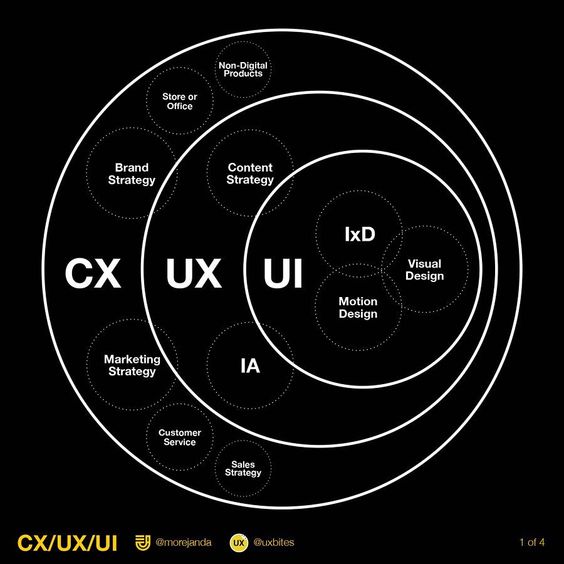 Non-Digital
Products
Store or
Office
Brand
Strategy
Content
Strategy
IxD
Visual
Design
CX
UX
UI
Motion
Design
Marketing
Strategy
IA
Customer
Service
Sales
Strategy
CX/UX/UI
@morejanda
UX
@uxbites
1 of 4